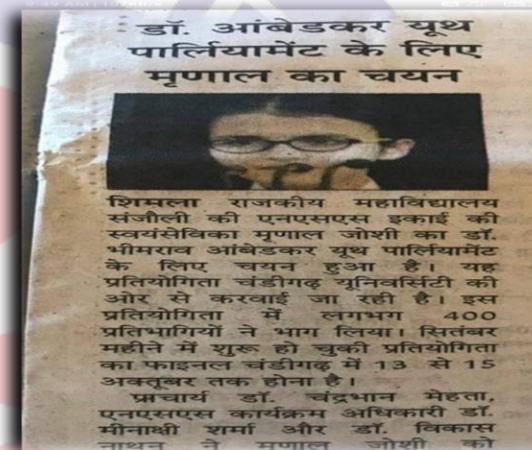 डॉ. आंबेडकर यूथ
पार्लियामेंट के लिए
मृणाल का चयन
शिमला राजकीय महाविद्यालय
संजौली की एनएसएस इकाई की
स्वयंसेविका मृणाल जोशी का डॉ.
भीमराव आंबेडकर यूथ पार्लियामेंट
के लिए चयन हुआ है। यह
प्रतियोगिता चंडीगढ़ यूनिवर्सिटी की
ओर से करवाई जा रही है। इस
प्रतियोगिता में लगभग 400
प्रतिभागियों ने भाग लिया। सितंबर
महीने में शुरू हो चुकी प्रतियोगिता
का फाइनल चंडीगढ़ में 13 से 15
अक्तूबर तक होना है।
प्राचार्य डॉ. चंद्रभान मेहता,
एनएसएस कार्यक्रम अधिकारी डॉ.
मीनाक्षी शर्मा और डॉ. विकास
नाथन ने मृणाल जोशी को